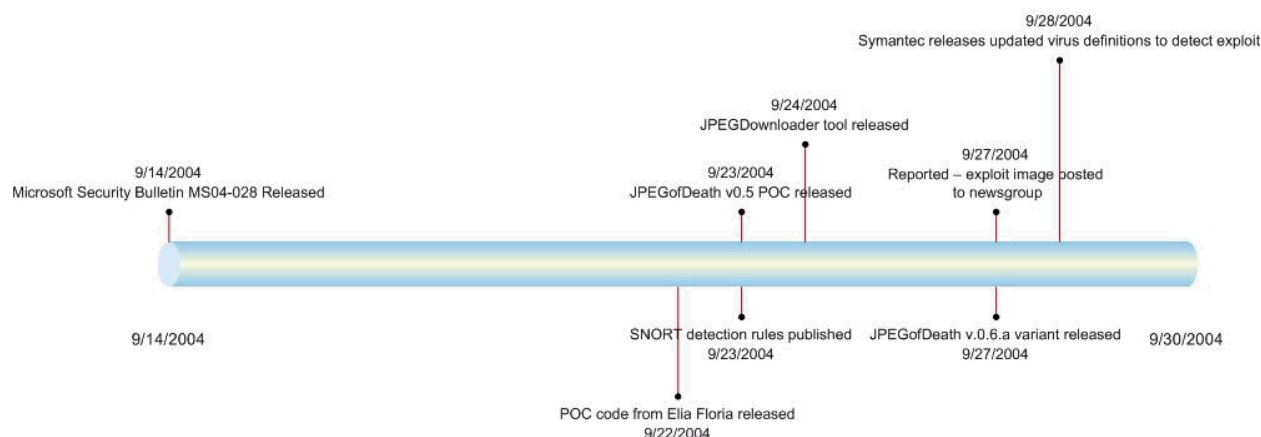 9/28/2004
Symantec releases updated virus definitions to detect exploit
9/24/2004
JPEGDownloader tool released
9/14/2004
Microsoft Security Bulletin MS04-028 Released
9/23/2004
JPEGofDeath v0.5 POC released
9/27/2004
Reported – exploit image posted
to newsgroup
9/14/2004
SNORT detection rules published
9/23/2004
JPEGofDeath v.0.6.a variant released
9/27/2004
9/30/2004
POC code from Elia Floria released
9/22/2004